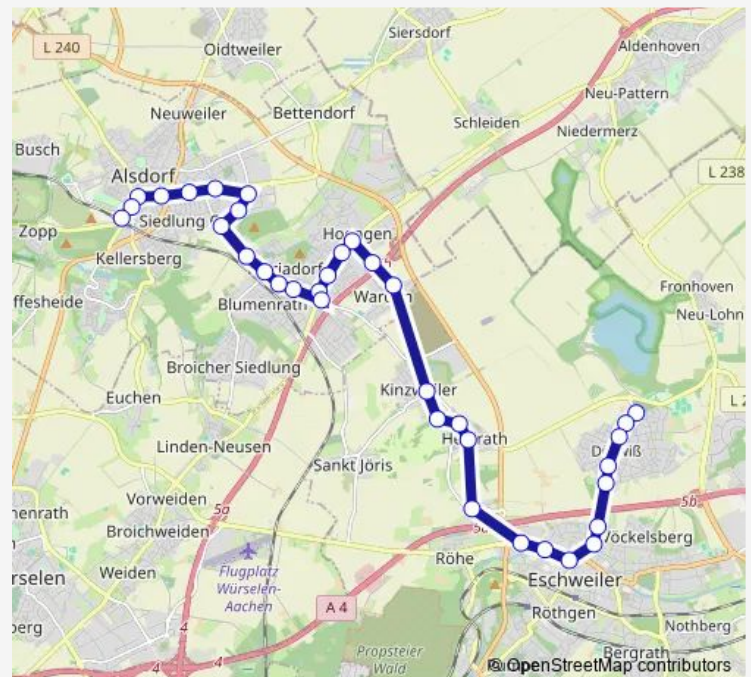 Siersdorf
L 240
Oidtweiler
Aldenhoven
Neu-Pattern
Neuweiler
Bettendorf
Schleiden
Niedermerz
Busch
Alsdorf
L 238
Zopp
Siedlung
Kellersberg
Fronhoven
Blumenrath
Neu-Lohn
Broicher Siedlung
Euchen
Linden-Neusen
Sankt Jöris
Vorweiden
5a
5b
Broichweiden
Röhe
Weiden
Flugplatz
Würselen-
Aachen
Eschweiler
A 4
Röthgen
4
Nothberg
Propsteier
Wald
Bergrath
4
4
© OpenStreetMap contributors